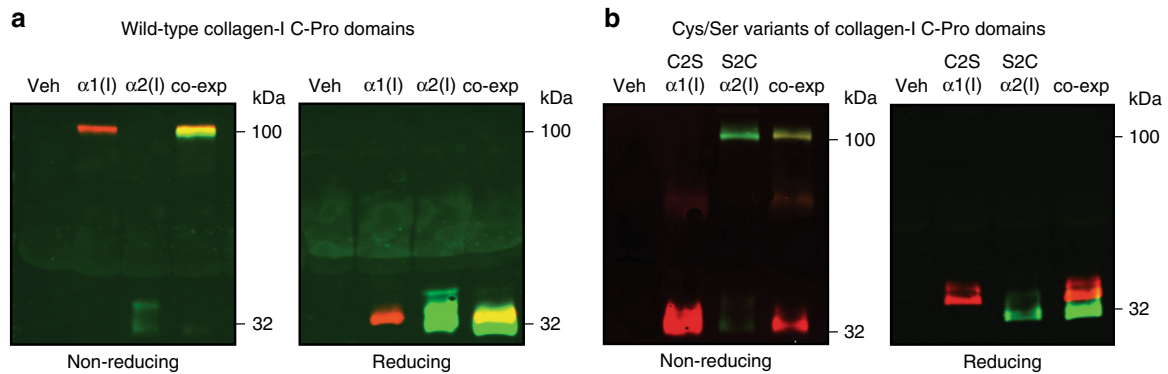 a
Wild-type collagen-I C-Pro domains
Veh α1(I) α2(I) co-exp
kDa
100
32
Non-reducing
Veh α1(I) α2(I) co-exp
kDa
100
32
Reducing
b
Cys/Ser variants of collagen-I C-Pro domains
C2S S2C
Veh α1(I) α2(I) co-exp
kDa
100
32
Non-reducing
C2S S2C
Veh α1(I) α2(I) co-exp
kDa
100
32
Reducing